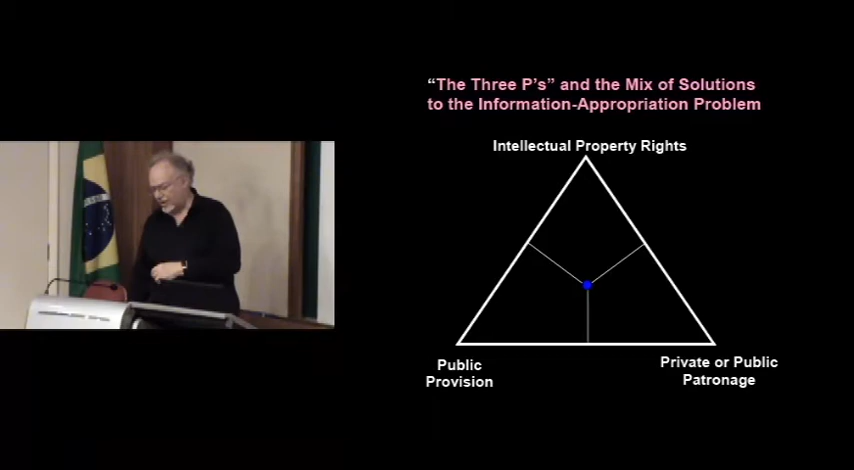 “The Three P's” and the Mix of Solutions
to the Information-Appropriation Problem
Intellectual Property Rights
Public
Provision
Private or Public
Patronage